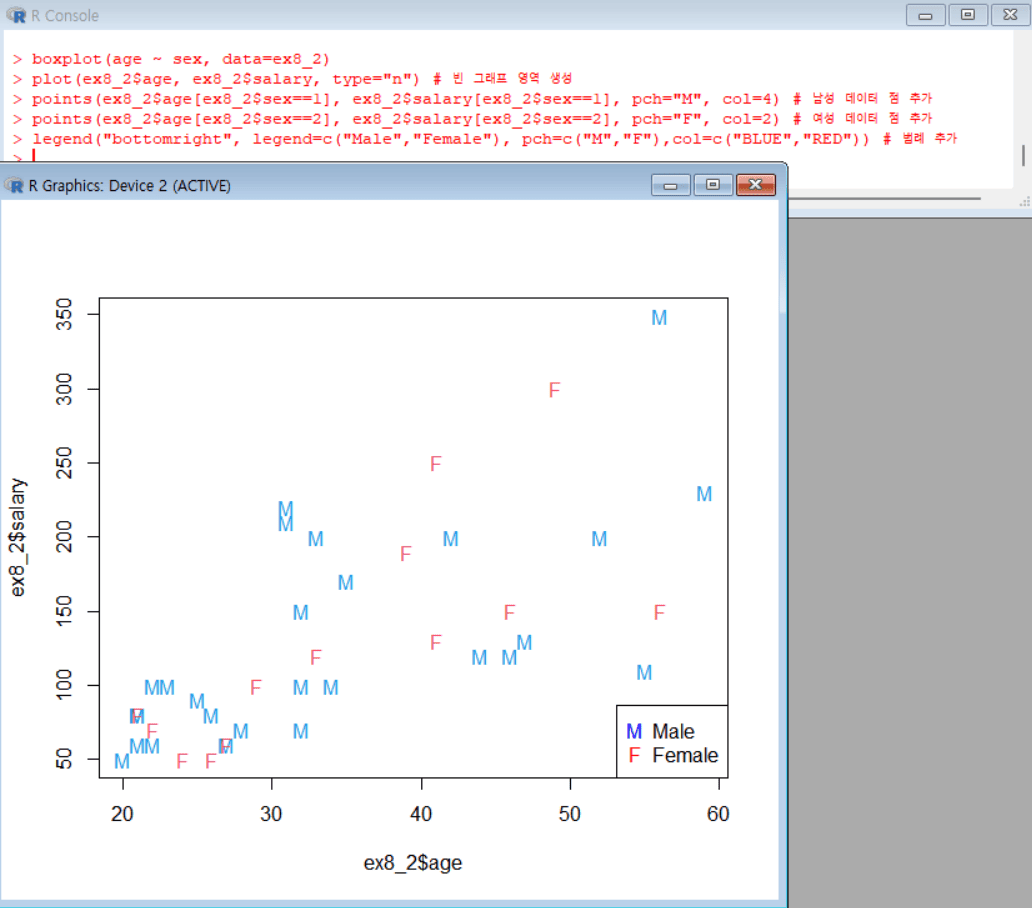 R Console
> boxplot(age ~ sex, data=ex8_2)
> plot(ex8_2$age, ex8_2$salary, type="n") # 빈 그래프 영역 생성
> points(ex8_2$age[ex8_2$sex==1], ex8_2$salary[ex8_2$sex==1], pch="M", col=4) # 남성 데이터 점 추가
> points(ex8_2$age[ex8_2$sex==2], ex8_2$salary[ex8_2$sex==2], pch="F", col=2) # 여성 데이터 점 추가
> legend("bottomright", legend=c("Male","Female"), pch=c("M","F"),col=c("BLUE","RED")) # 범례 추가
>
R Graphics: Device 2 (ACTIVE)
350
M
300
F
250
F
M
M
M
200
M
M
M
F
M
150
M
F
F
F
M
F
M
M
M
100
M M
F
M
M
M
M
F M
M
F
M
M
M M
F M
50
M
F
F
M Male
F Female
20
30
40
50
60
ex8_2$age
ex8_2$salary